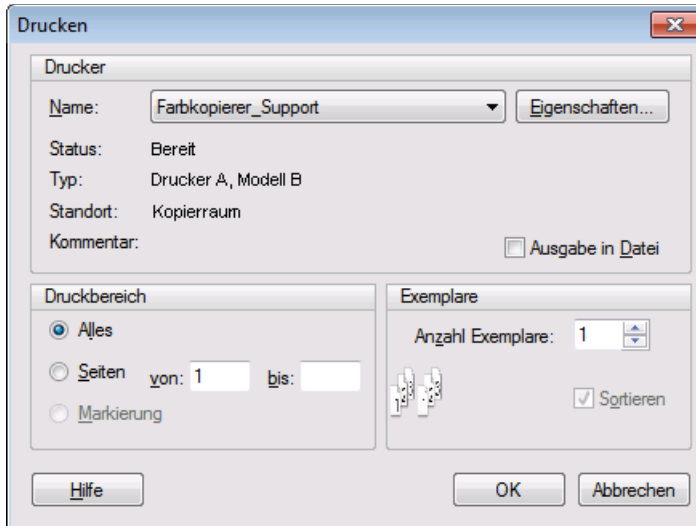 Drucken
Drucker
Name: Farbkopierer_Support Eigenschaften...
Status: Bereit
Typ: Drucker A, Modell B
Standort: Kopierraum
Kommentar:
Ausgabe in Datei
Druckbereich
Alles
Seiten von: 1 bis:
Markierung
Exemplare
Anzahl Exemplare: 1
Sortieren
Hilfe OK Abbrechen